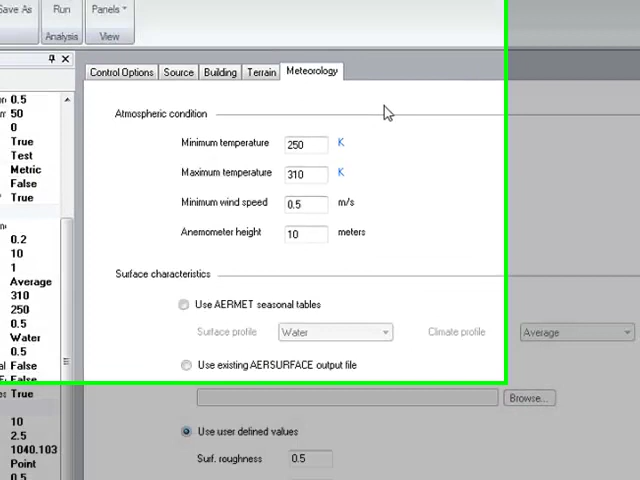 Save As Run Panels
Analysis View
Control Options Source Building Terrain Meteorology
0.5
50
0
True
Test
Metric
False
True
0.2
10
1
Average
310
250
0.5
Water
0.5
False
False
True
10
2.5
1040.103
Point
0.5
Atmospheric condition
Minimum temperature 250 K
Maximum temperature 310 K
Minimum wind speed 0.5 m/s
Anemometer height 10 meters
Surface characteristics
Use AERMET seasonal tables
Surface profile Water Climate profile Average
Use existing AERSURFACE output file
Browse...
Use user defined values
Surf. roughness 0.5